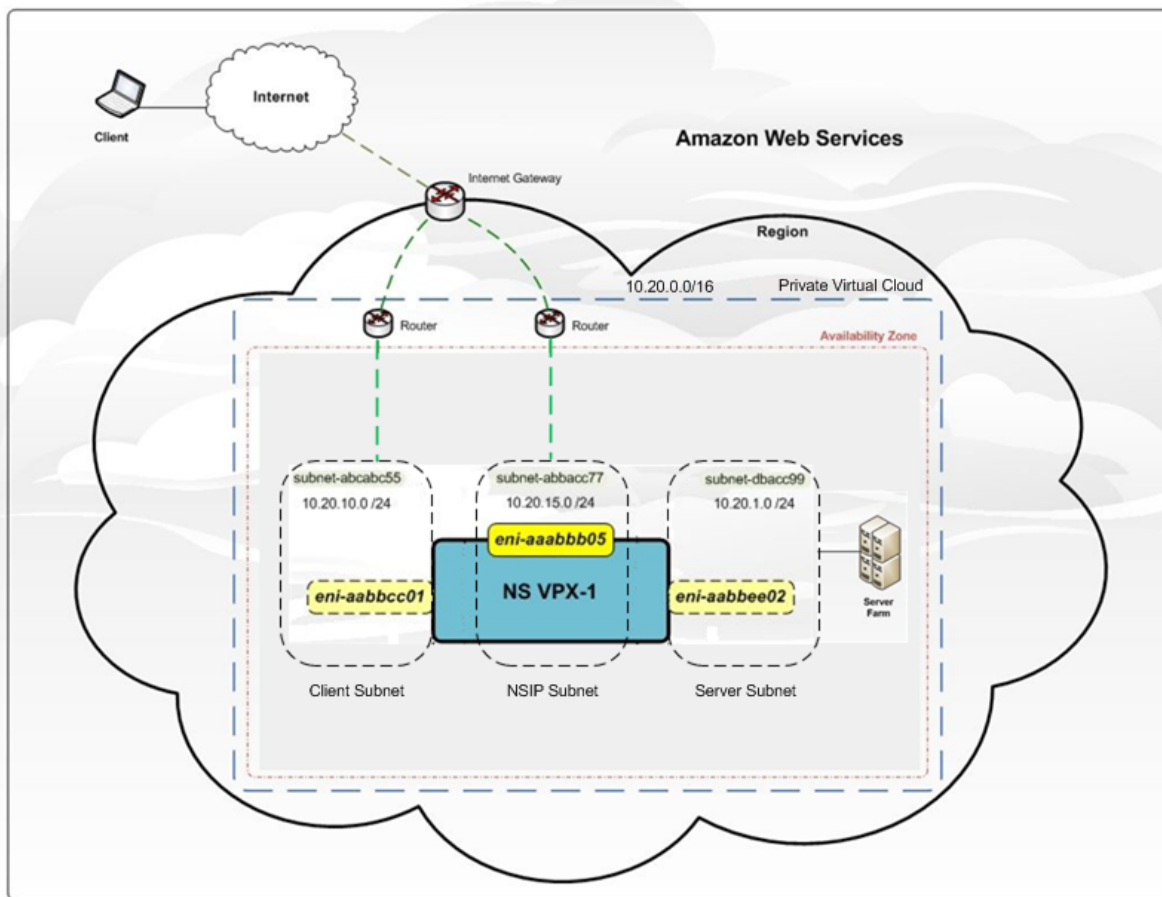 Internet
Client
Amazon Web Services
Internet Gateway
Region
10.20.0.0/16
Private Virtual Cloud
Router
Router
Availability Zone
subnet-abcabc55
subnet-abbacc77
subnet-dbacc99
10.20.10.0 /24
10.20.15.0 /24
10.20.1.0 /24
eni-aaabbb05
eni-aabbcc01
NS VPX-1
eni-aabbee02
Server
Farm
Client Subnet
NSIP Subnet
Server Subnet